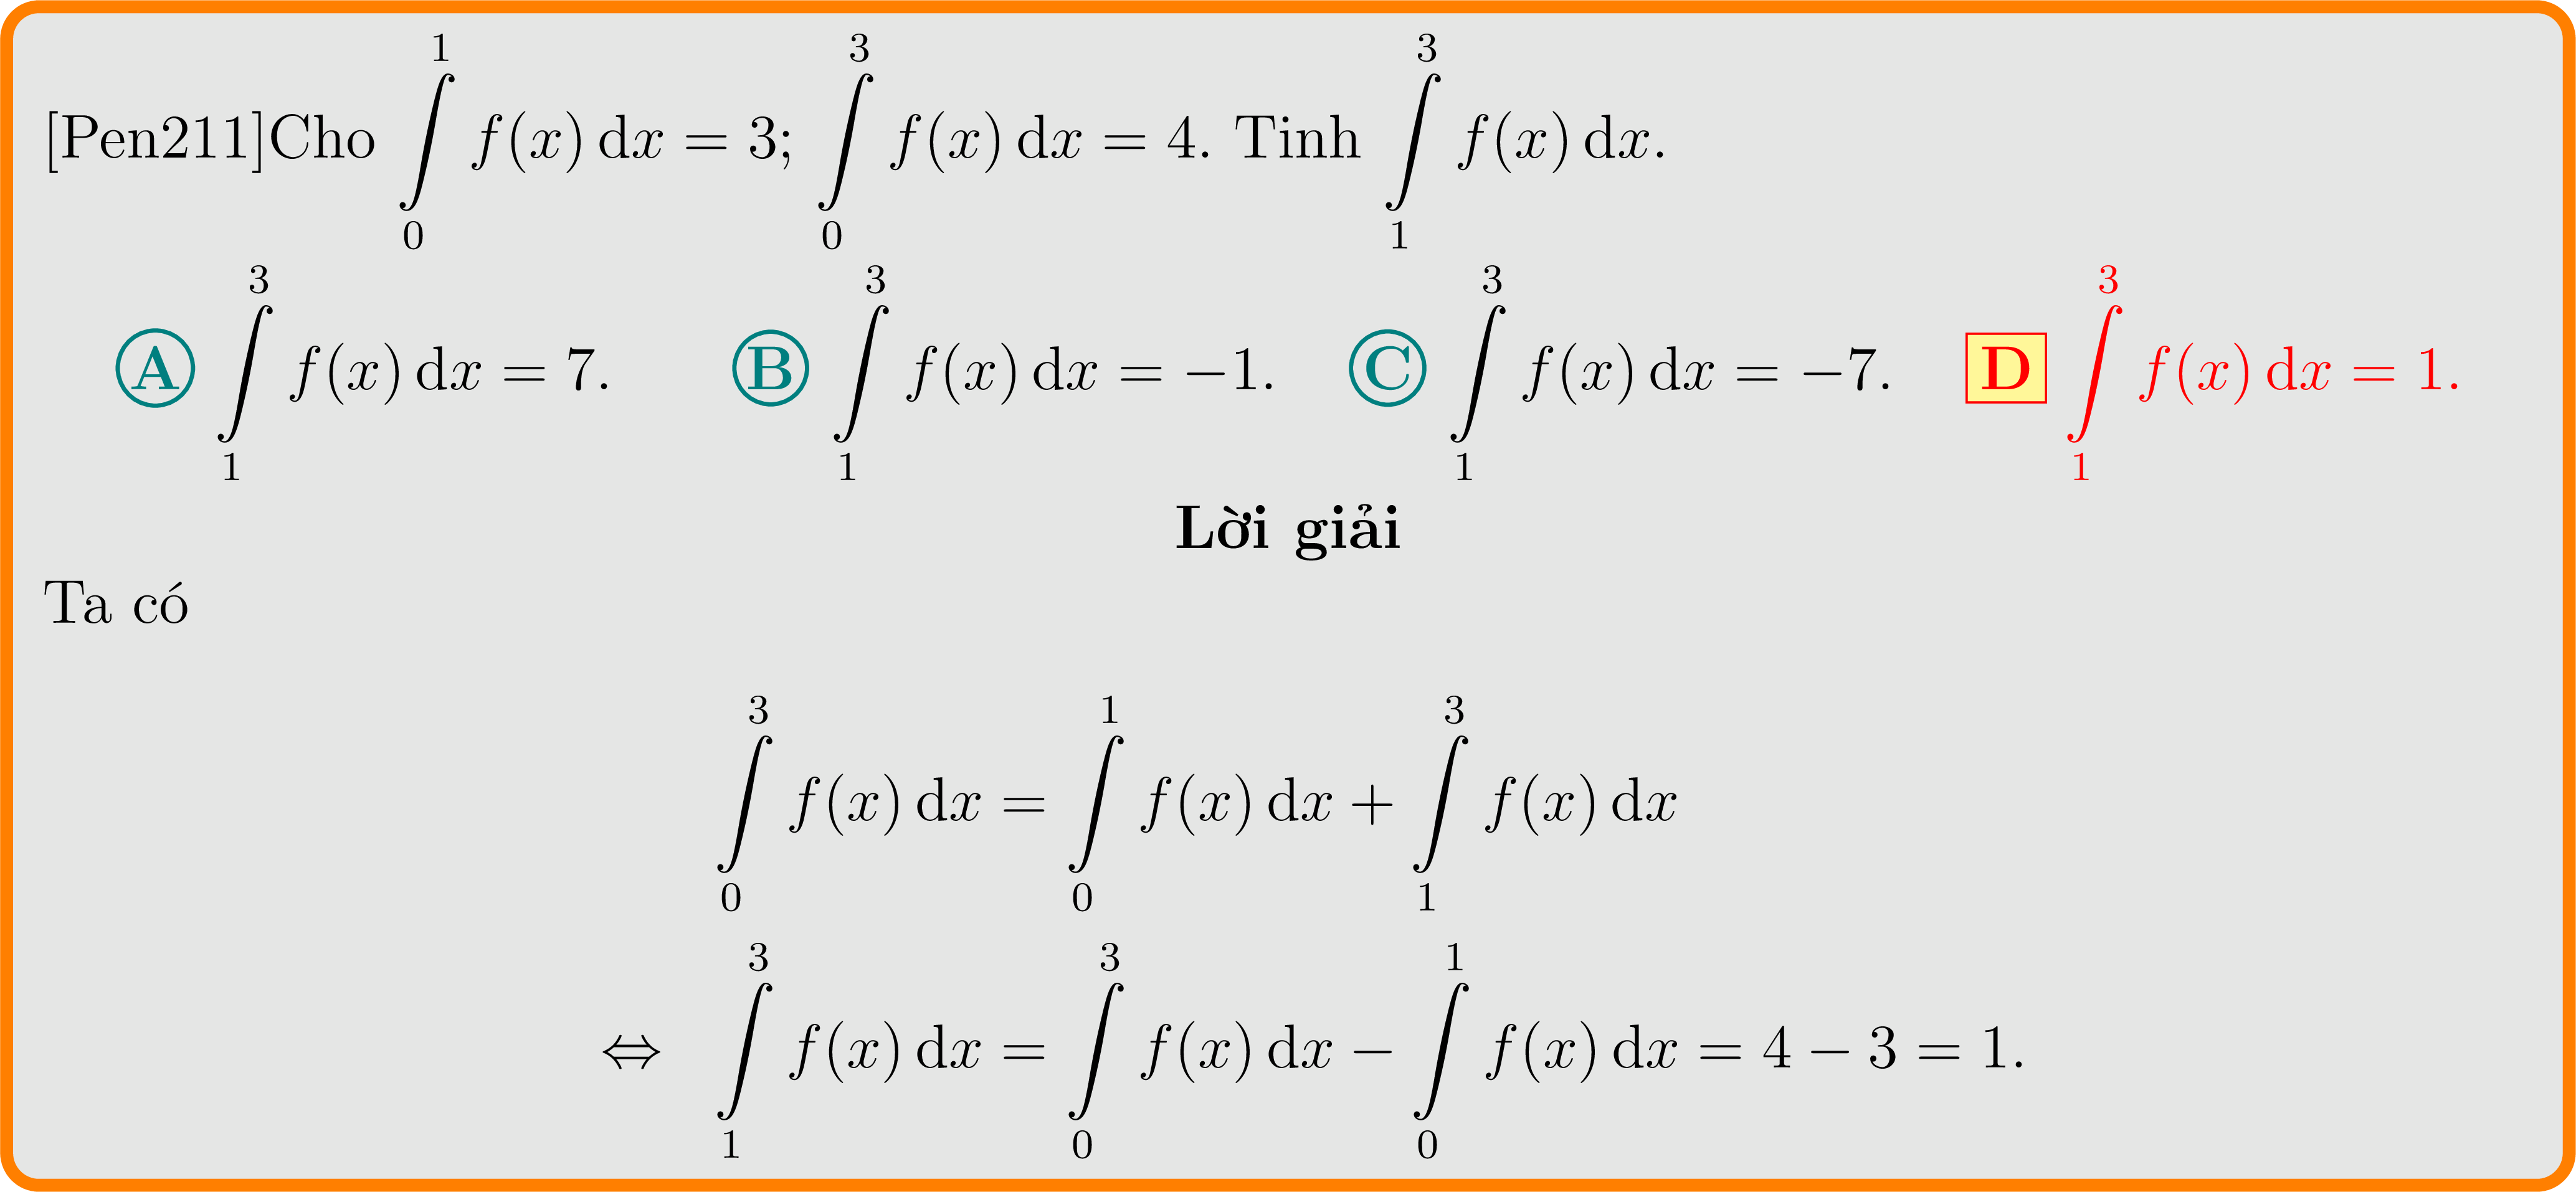 [Pen211]Cho $\int\limits_0^1 f(x)\,\mathrm{d}x = 3$; $\int\limits_0^3 f(x)\,\mathrm{d}x = 4$. Tinh $\int\limits_1^3 f(x)\,\mathrm{d}x$.
A $\int\limits_1^3 f(x)\,\mathrm{d}x = 7$. B $\int\limits_1^3 f(x)\,\mathrm{d}x = -1$. C $\int\limits_1^3 f(x)\,\mathrm{d}x = -7$. D $\int\limits_1^3 f(x)\,\mathrm{d}x = 1$.
Lời giải
Ta có
$\int\limits_0^3 f(x)\,\mathrm{d}x = \int\limits_0^1 f(x)\,\mathrm{d}x + \int\limits_1^3 f(x)\,\mathrm{d}x$
$\Leftrightarrow \int\limits_1^3 f(x)\,\mathrm{d}x = \int\limits_0^3 f(x)\,\mathrm{d}x - \int\limits_0^1 f(x)\,\mathrm{d}x = 4 - 3 = 1.$